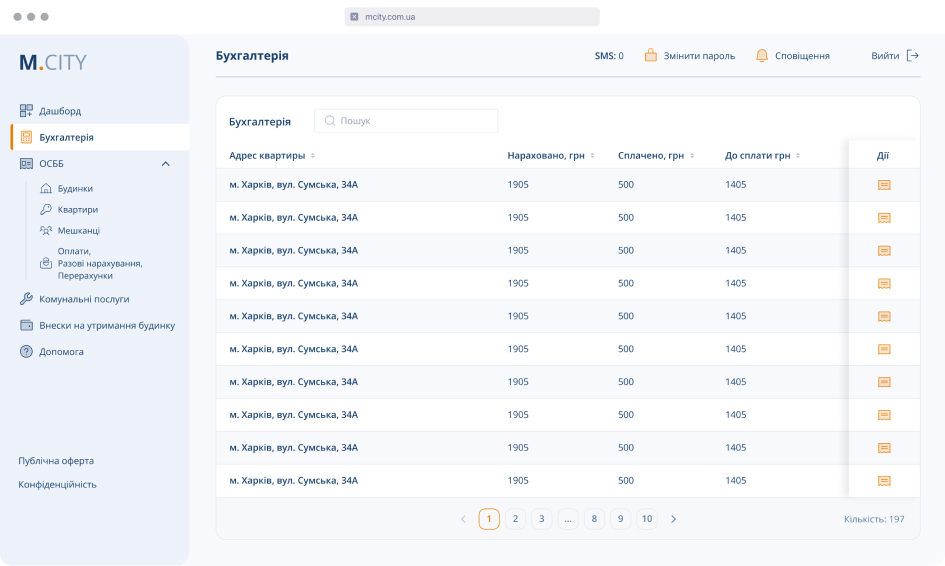 mcity.com.ua
M.CITY
Бухгалтерія
SMS: 0
Змінити пароль
Сповіщення
Вийти
Дашборд
Бухгалтерія
ОСББ
Будинки
Квартири
Мешканці
Оплати,
Разові нарахування,
Перерахунки
Комунальні послуги
Внески на утримання будинку
Допомога
Публічна оферта
Конфіденційність
Бухгалтерія
Пошук
Адрес квартиры Нараховано, грн Сплачено, грн До сплати грн Дії
м. Харків, вул. Сумська, 34А 1905 500 1405
м. Харків, вул. Сумська, 34А 1905 500 1405
м. Харків, вул. Сумська, 34А 1905 500 1405
м. Харків, вул. Сумська, 34А 1905 500 1405
м. Харків, вул. Сумська, 34А 1905 500 1405
м. Харків, вул. Сумська, 34А 1905 500 1405
м. Харків, вул. Сумська, 34А 1905 500 1405
м. Харків, вул. Сумська, 34А 1905 500 1405
м. Харків, вул. Сумська, 34А 1905 500 1405
м. Харків, вул. Сумська, 34А 1905 500 1405
1 2 3 ... 8 9 10
Кількість: 197